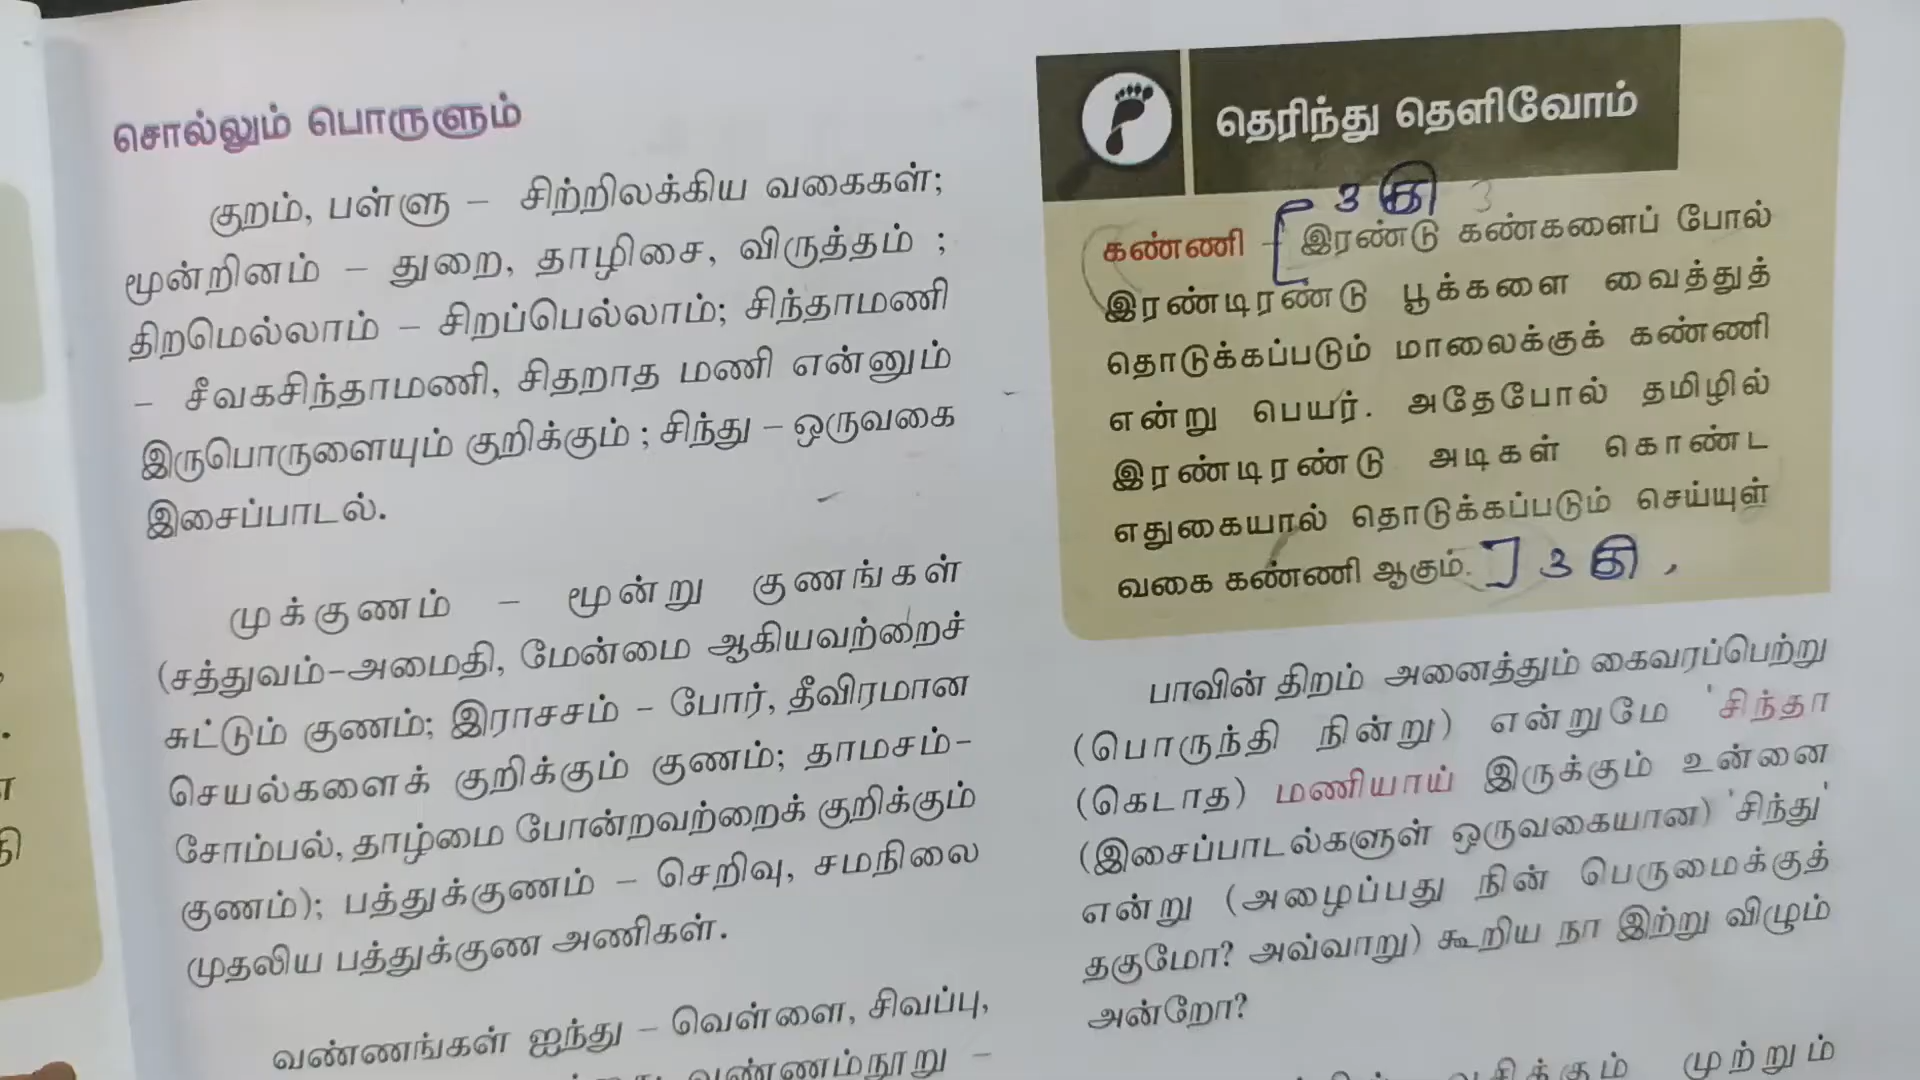 சொல்லும் பொருளும்
குறம், பள்ளு – சிற்றிலக்கிய வகைகள்;
மூன்றினம் – துறை, தாழிசை, விருத்தம் ;
திறமெல்லாம் – சிறப்பெல்லாம்; சிந்தாமணி
– சீவகசிந்தாமணி, சிதறாத மணி என்னும்
இருபொருளையும் குறிக்கும் ; சிந்து – ஒருவகை
இசைப்பாடல்.
முக்குணம் – மூன்று குணங்கள்
(சத்துவம்-அமைதி, மேன்மை ஆகியவற்றைச்
சுட்டும் குணம்; இராசசம் – போர், தீவிரமான
செயல்களைக் குறிக்கும் குணம்; தாமசம்-
சோம்பல், தாழ்மை போன்றவற்றைக் குறிக்கும்
குணம்); பத்துக்குணம் – செறிவு, சமநிலை
முதலிய பத்துக்குண அணிகள்.
வண்ணங்கள் ஐந்து – வெள்ளை, சிவப்பு,
வண்ணம்நூறு –
தெரிந்து தெளிவோம்
3 கி 3
கண்ணி – இரண்டு கண்களைப் போல்
இரண்டிரண்டு பூக்களை வைத்துத்
தொடுக்கப்படும் மாலைக்குக் கண்ணி
என்று பெயர். அதேபோல் தமிழில்
இரண்டிரண்டு அடிகள் கொண்ட
எதுகையால் தொடுக்கப்படும் செய்யுள்
வகை கண்ணி ஆகும். 3 கி
பாவின் திறம் அனைத்தும் கைவரப்பெற்று
(பொருந்தி நின்று) என்றுமே 'சிந்தா
(கெடாத) மணியாய் இருக்கும் உன்னை
(இசைப்பாடல்களுள் ஒருவகையான) 'சிந்து'
என்று (அழைப்பது நின் பெருமைக்குத்
தகுமோ? அவ்வாறு) கூறிய நா இற்று விழும்
அன்றோ?
முற்றும்